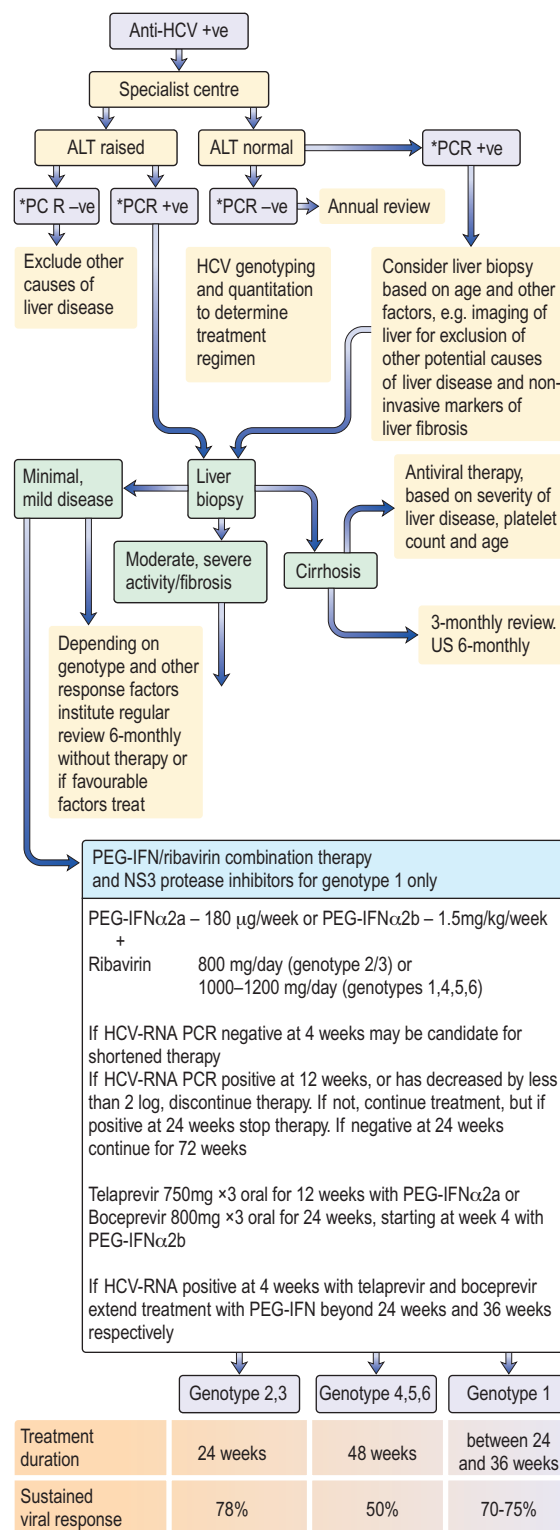 Anti-HCV +ve
Specialist centre
ALT raised
ALT normal
*PCR +ve
*PC R –ve
*PCR +ve
*PCR –ve
Annual review
Exclude other
causes of
liver disease
HCV genotyping
and quantitation
to determine
treatment
regimen
Consider liver biopsy
based on age and other
factors, e.g. imaging of
liver for exclusion of
other potential causes
of liver disease and non-
invasive markers of
liver fibrosis
Minimal,
mild disease
Liver
biopsy
Antiviral therapy,
based on severity of
liver disease, platelet
count and age
Moderate, severe
activity/fibrosis
Cirrhosis
3-monthly review.
US 6-monthly
Depending on
genotype and other
response factors
institute regular
review 6-monthly
without therapy or
if favourable
factors treat
PEG-IFN/ribavirin combination therapy
and NS3 protease inhibitors for genotype 1 only
PEG-IFNα2a – 180 μg/week or PEG-IFNα2b – 1.5mg/kg/week
+
Ribavirin 800 mg/day (genotype 2/3) or
1000–1200 mg/day (genotypes 1,4,5,6)
If HCV-RNA PCR negative at 4 weeks may be candidate for
shortened therapy
If HCV-RNA PCR positive at 12 weeks, or has decreased by less
than 2 log, discontinue therapy. If not, continue treatment, but if
positive at 24 weeks stop therapy. If negative at 24 weeks
continue for 72 weeks
Telaprevir 750mg ×3 oral for 12 weeks with PEG-IFNα2a or
Boceprevir 800mg ×3 oral for 24 weeks, starting at week 4 with
PEG-IFNα2b
If HCV-RNA positive at 4 weeks with telaprevir and boceprevir
extend treatment with PEG-IFN beyond 24 weeks and 36 weeks
respectively
Genotype 2,3
Genotype 4,5,6
Genotype 1
Treatment
duration
24 weeks
48 weeks
between 24
and 36 weeks
Sustained
viral response
78%
50%
70-75%